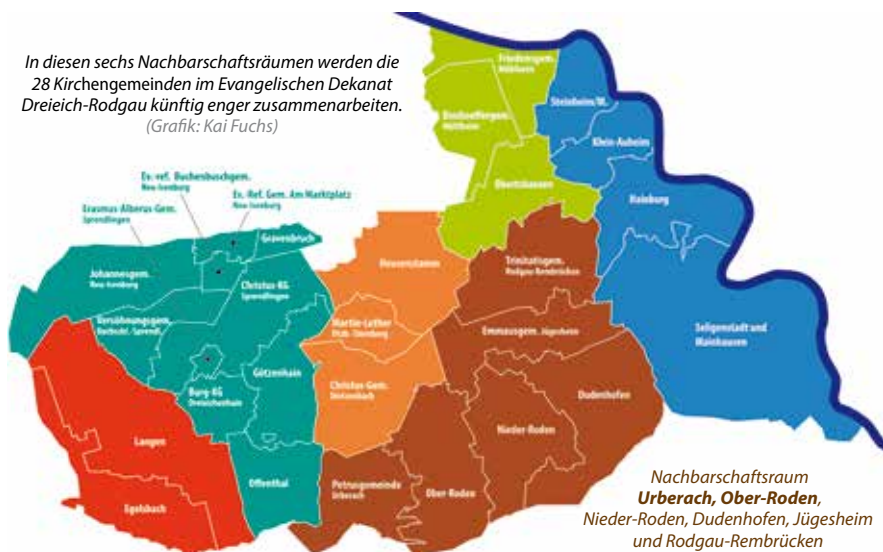 In diesen sechs Nachbarschaftsräumen werden die
28 Kirchengemeinden im Evangelischen Dekanat
Dreieich-Rodgau künftig enger zusammenarbeiten.
(Grafik: Kai Fuchs)
Friedensgem.
Mühlheim
Bonhoeffergem.
Mühlheim
Steinheim/M.
Klein-Auheim
Obertshausen
Hainburg
Ev.-ref. Buchenbuschgem.
Neu-Isenburg
Ev.-Ref. Gem. Am Marktplatz
Neu-Isenburg
Erasmus-Alberus-Gem.
Sprendlingen
Gravenbruch
Johannesgem.
Neu-Isenburg
Christus-KG
Sprendlingen
Heusenstamm
Trinitatisgem.
Rodgau-Rembrücken
Versöhnungsgem.
Buchschl.-Sprendl.
Martin-Luther
Emmausgem. Jügesheim
Seligenstadt und
Mainhausen
Götzenhain
Burg-KG
Dreieichenhain
Christus-Gem.
Dietzenbach
Dudenhofen
Nieder-Roden
Langen
Offenthal
Petrusgemeinde
Urberach
Ober-Roden
Egelsbach
Nachbarschaftsraum
Urberach, Ober-Roden,
Nieder-Roden, Dudenhofen, Jügesheim
und Rodgau-Rembrücken